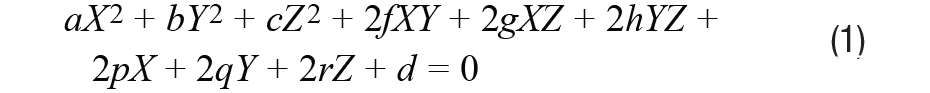 aX² + bY² + cZ² + 2fXY + 2gXZ + 2hYZ +
2pX + 2qY + 2rZ + d = 0
(1)